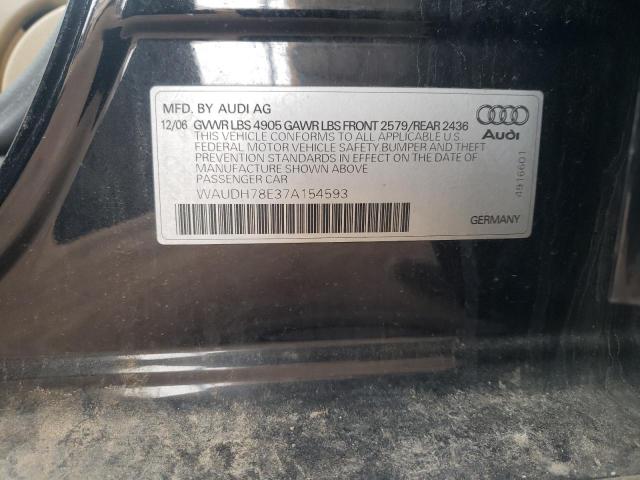 MFD. BY AUDI AG
12/06 GVWR LBS 4905 GAWR LBS FRONT 2579/REAR 2436
THIS VEHICLE CONFORMS TO ALL APPLICABLE U.S.
FEDERAL MOTOR VEHICLE SAFETY BUMPER AND THEFT
PREVENTION STANDARDS IN EFFECT ON THE DATE OF
MANUFACTURE SHOWN ABOVE
PASSENGER CAR
WAUDH78E37A154593
Audi
4916601
GERMANY